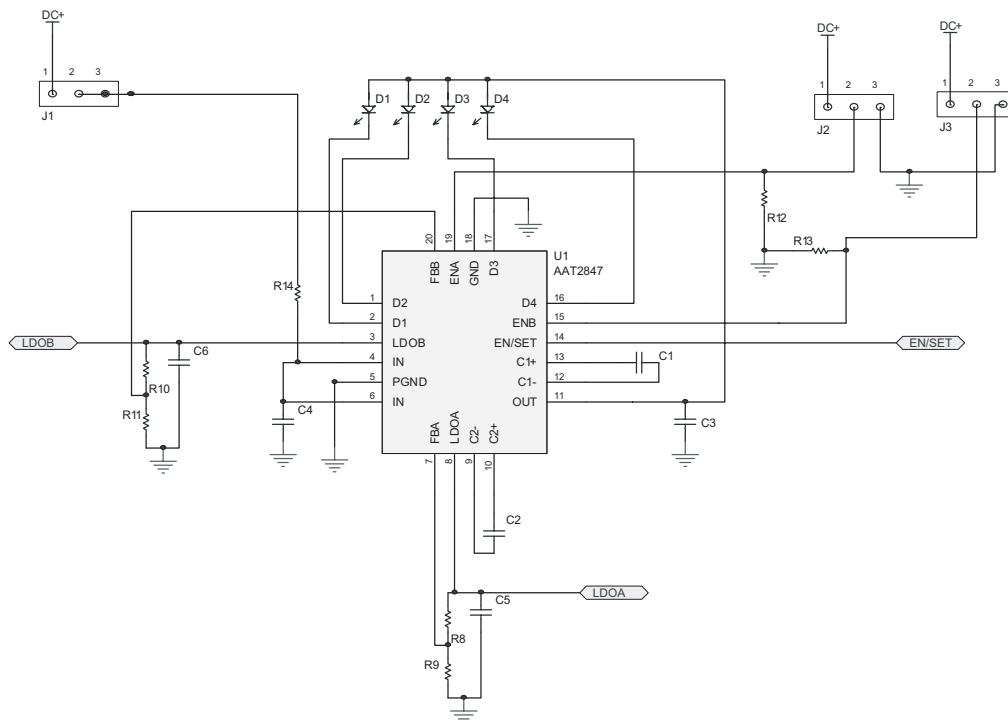 DC+
DC+
DC+
1 2 3
J1
D1 D2 D3 D4
1 2 3
J2
1 2 3
J3
R12
R13
20 19 18 17
FBB ENA GND D3
U1
AAT2847
R14
1 D2
2 D1
3 LDOB
4 IN
5 PGND
6 IN
D4 16
ENB 15
EN/SET 14
C1+ 13
C1- 12
OUT 11
LDOB
C6
EN/SET
C1
R10
R11
C4
C3
FBA LDOA C2- C2+
7 8 9 10
C2
C5
LDOA
R8
R9